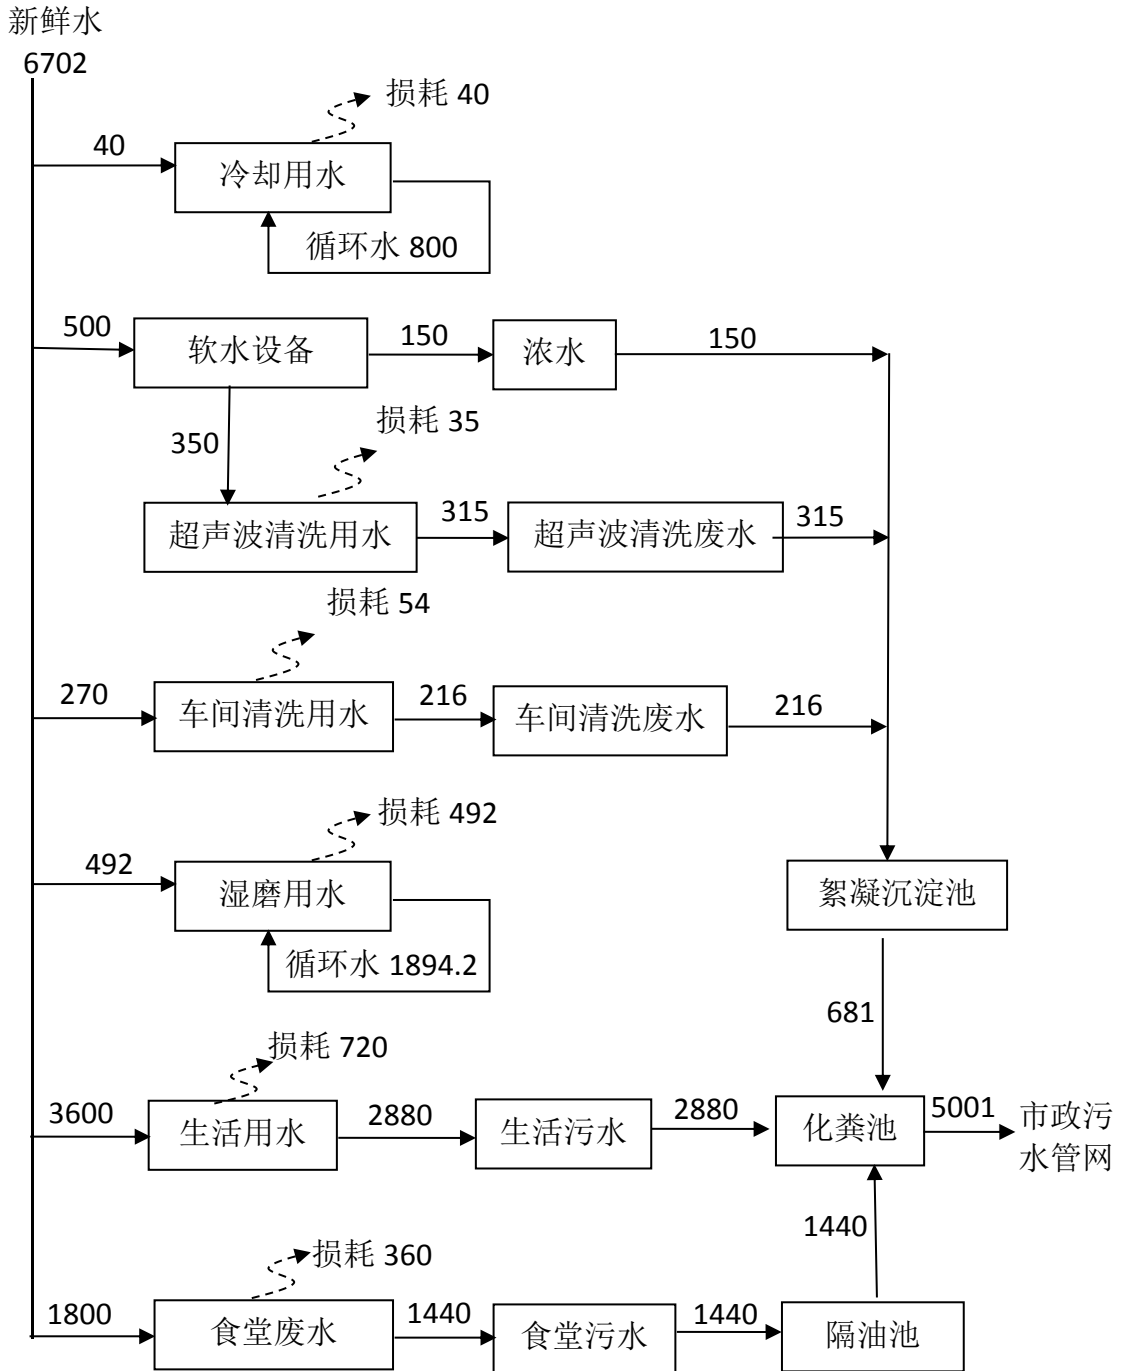 新鲜水
6702
损耗 40
40
冷却用水
循环水 800
500
软水设备
150
浓水
150
350
损耗 35
超声波清洗用水
315
超声波清洗废水
315
损耗 54
270
车间清洗用水
216
车间清洗废水
216
损耗 492
492
湿磨用水
循环水 1894.2
絮凝沉淀池
681
损耗 720
3600
生活用水
2880
生活污水
2880
化粪池
5001
市政污
水管网
1440
损耗 360
1800
食堂废水
1440
食堂污水
1440
隔油池